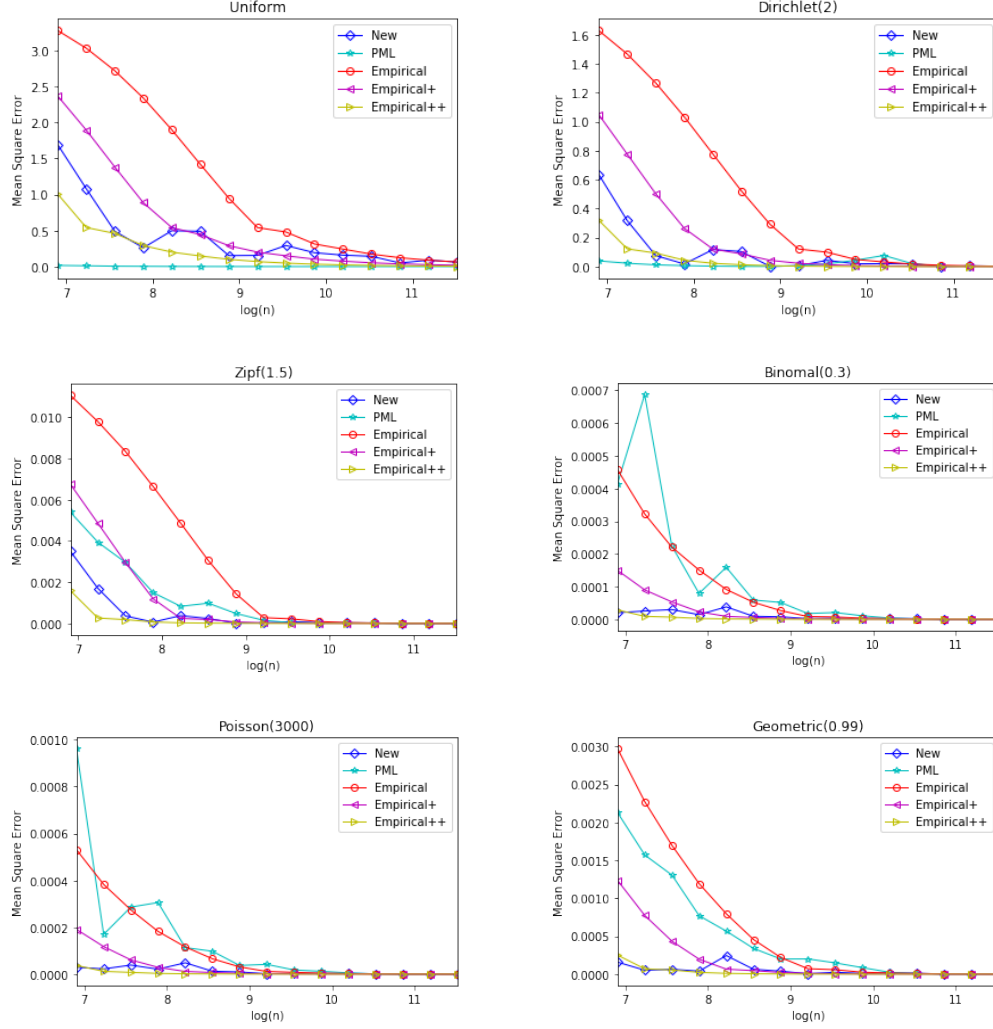 Uniform
Mean Square Error
3.0
2.5
2.0
1.5
1.0
0.5
0.0
7 8 9 10 11
log(n)
New
PML
Empirical
Empirical+
Empirical++
Dirichlet(2)
Mean Square Error
1.6
1.4
1.2
1.0
0.8
0.6
0.4
0.2
0.0
7 8 9 10 11
log(n)
New
PML
Empirical
Empirical+
Empirical++
Zipf(1.5)
Mean Square Error
0.010
0.008
0.006
0.004
0.002
0.000
7 8 9 10 11
log(n)
New
PML
Empirical
Empirical+
Empirical++
Binomal(0.3)
Mean Square Error
0.0007
0.0006
0.0005
0.0004
0.0003
0.0002
0.0001
0.0000
7 8 9 10 11
log(n)
New
PML
Empirical
Empirical+
Empirical++
Poisson(3000)
Mean Square Error
0.0010
0.0008
0.0006
0.0004
0.0002
0.0000
7 8 9 10 11
log(n)
New
PML
Empirical
Empirical+
Empirical++
Geometric(0.99)
Mean Square Error
0.0030
0.0025
0.0020
0.0015
0.0010
0.0005
0.0000
7 8 9 10 11
log(n)
New
PML
Empirical
Empirical+
Empirical++